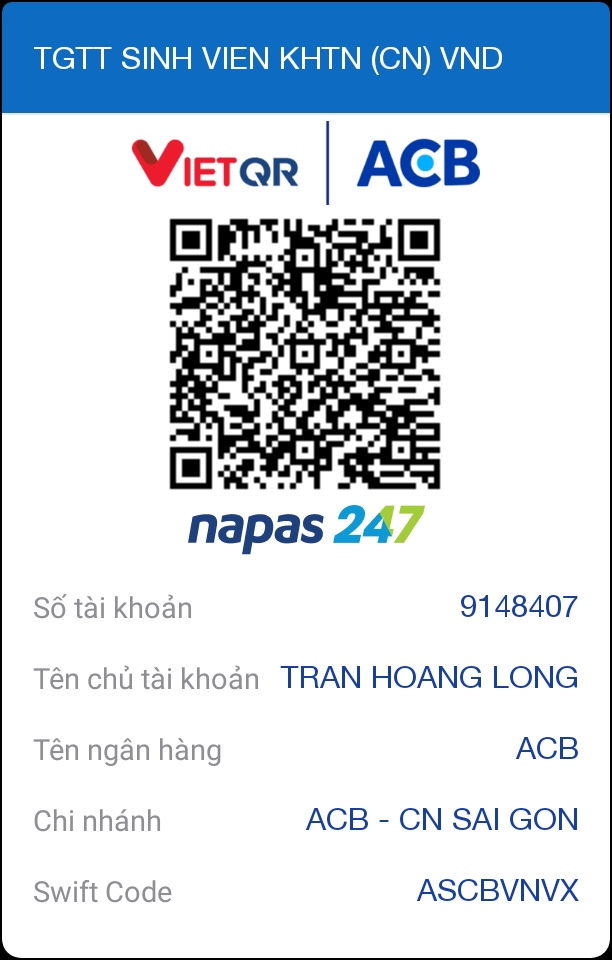 TGTT SINH VIEN KHTN (CN) VND
VIETQR ACB
napas 247
Số tài khoản 9148407
Tên chủ tài khoản TRAN HOANG LONG
Tên ngân hàng ACB
Chi nhánh ACB - CN SAI GON
Swift Code ASCBVNVX